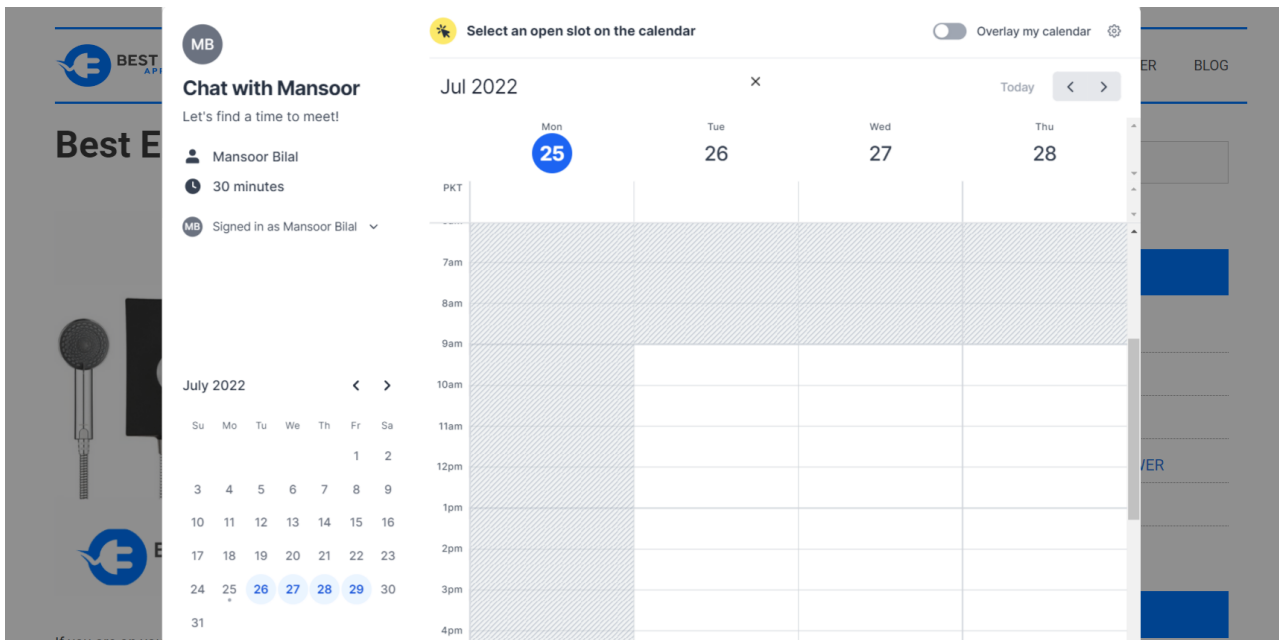 BEST
APP
Best E
ER
BLOG
VER
MB
Chat with Mansoor
Let's find a time to meet!
Mansoor Bilal
30 minutes
MB Signed in as Mansoor Bilal
July 2022
Su Mo Tu We Th Fr Sa
1 2
3 4 5 6 7 8 9
10 11 12 13 14 15 16
17 18 19 20 21 22 23
24 25 26 27 28 29 30
31
Select an open slot on the calendar
Overlay my calendar
Jul 2022
Today
Mon Tue Wed Thu
25 26 27 28
PKT
7am
8am
9am
10am
11am
12pm
1pm
2pm
3pm
4pm